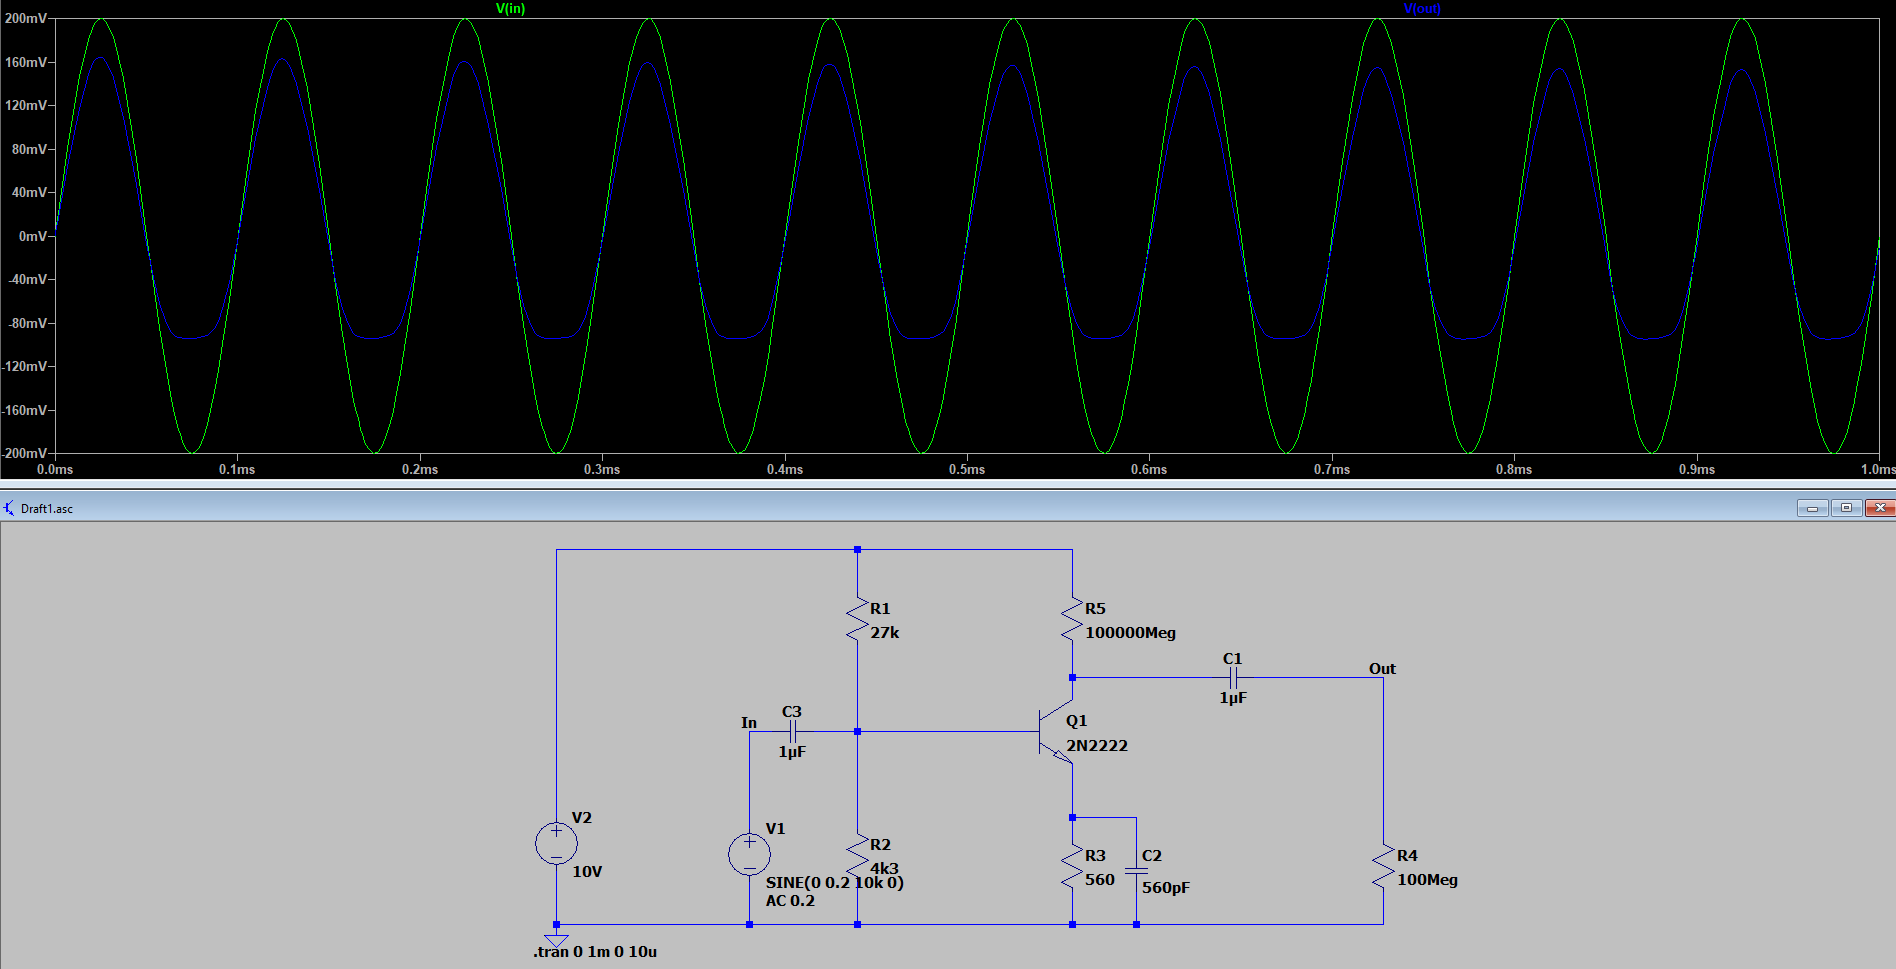 V(in) V(out)
200mV
160mV
120mV
80mV
40mV
0mV
-40mV
-80mV
-120mV
-160mV
-200mV
0.0ms 0.1ms 0.2ms 0.3ms 0.4ms 0.5ms 0.6ms 0.7ms 0.8ms 0.9ms 1.0ms
Draft1.asc
R1
27k
R5
100000Meg
C1
1µF
Out
In
C3
1µF
Q1
2N2222
V2
10V
V1
SINE(0 0.2 10k 0)
AC 0.2
R2
4k3
R3
560
C2
560pF
R4
100Meg
.tran 0 1m 0 10u